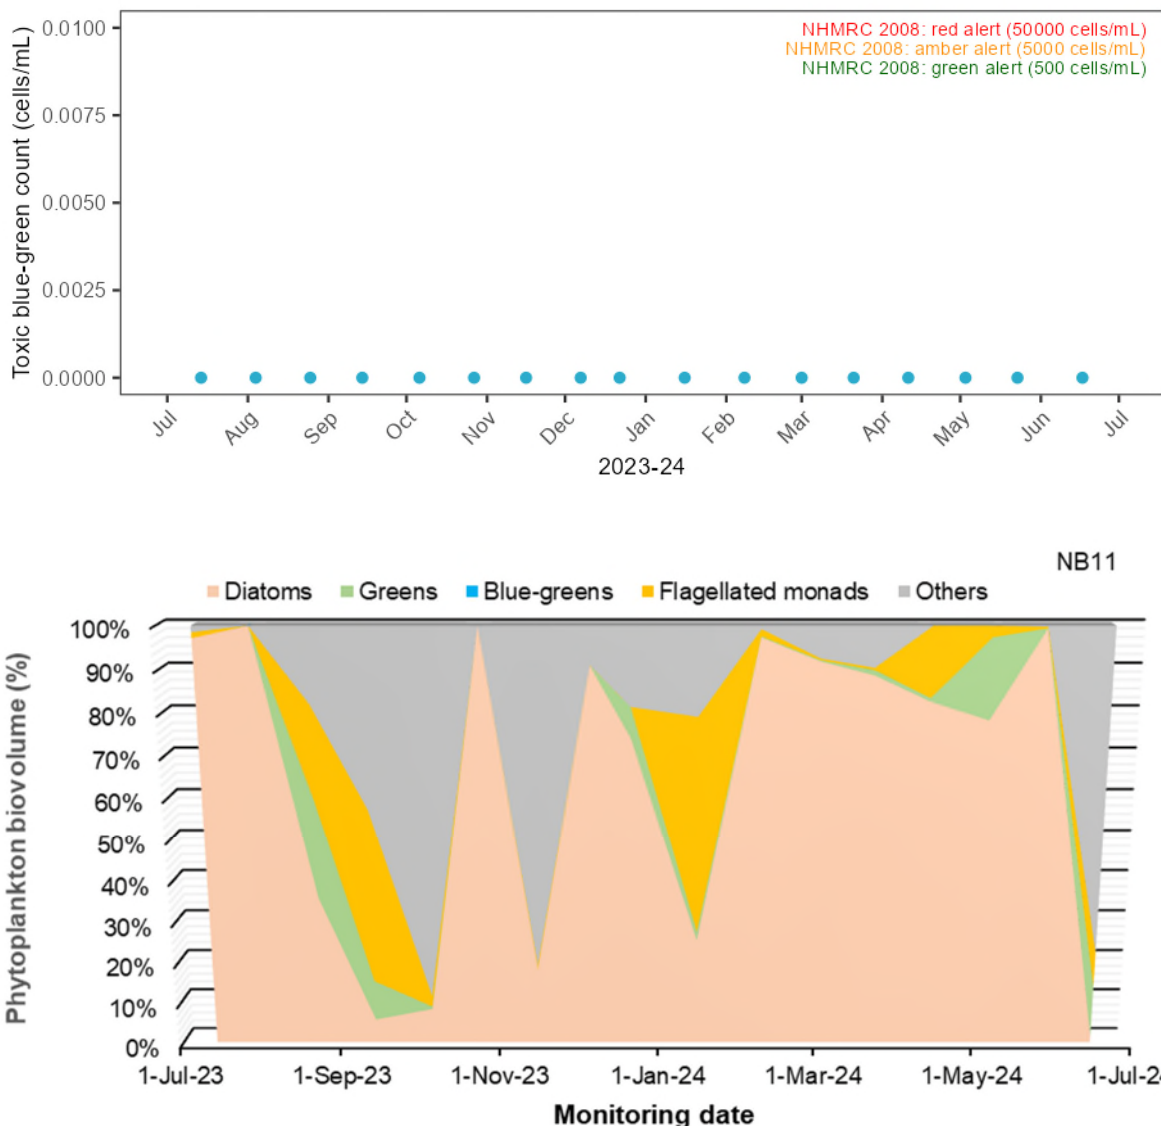 NHMRC 2008: red alert (50000 cells/mL)
NHMRC 2008: amber alert (5000 cells/mL)
NHMRC 2008: green alert (500 cells/mL)
Toxic blue-green count (cells/mL)
0.0100
0.0075
0.0050
0.0025
0.0000
Jul Aug Sep Oct Nov Dec Jan Feb Mar Apr May Jun Jul
2023-24
NB11
Diatoms Greens Blue-greens Flagellated monads Others
Phytoplankton biovolume (%)
100%
90%
80%
70%
60%
50%
40%
30%
20%
10%
0%
1-Jul-23 1-Sep-23 1-Nov-23 1-Jan-24 1-Mar-24 1-May-24 1-Jul-24
Monitoring date